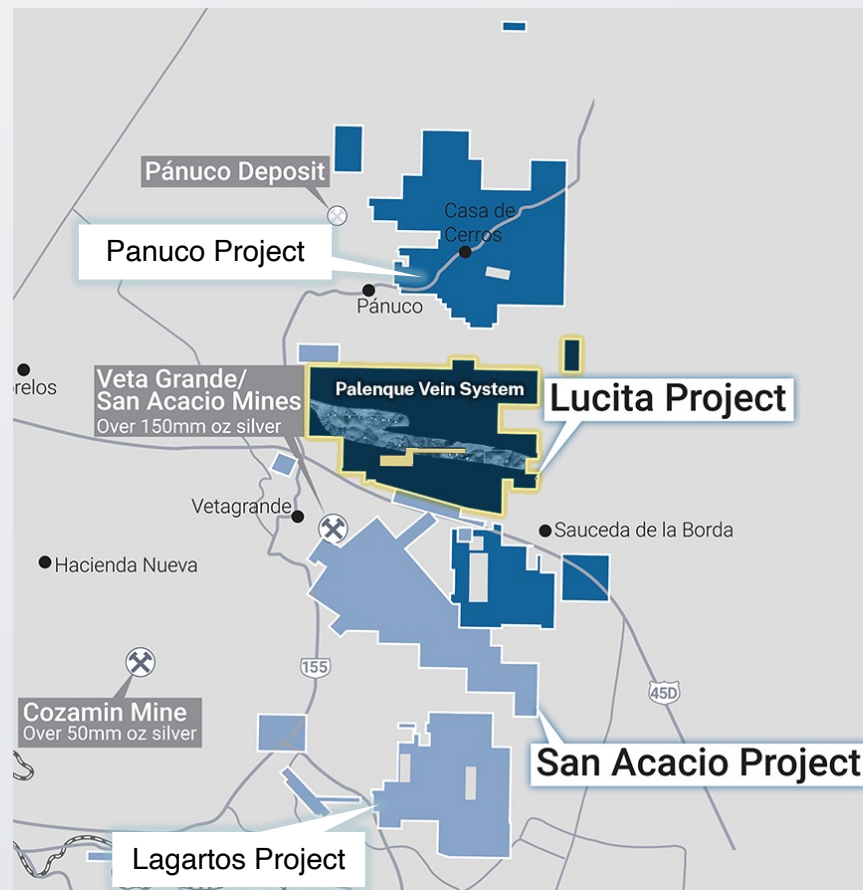 Pánuco Deposit
Casa de
Cerros
Panuco Project
Pánuco
relos
Veta Grande/
San Acacio Mines
Over 150mm oz silver
Palenque Vein System
Lucita Project
Vetagrande
Sauceda de la Borda
Hacienda Nueva
155
45D
Cozamin Mine
Over 50mm oz silver
San Acacio Project
Lagartos Project